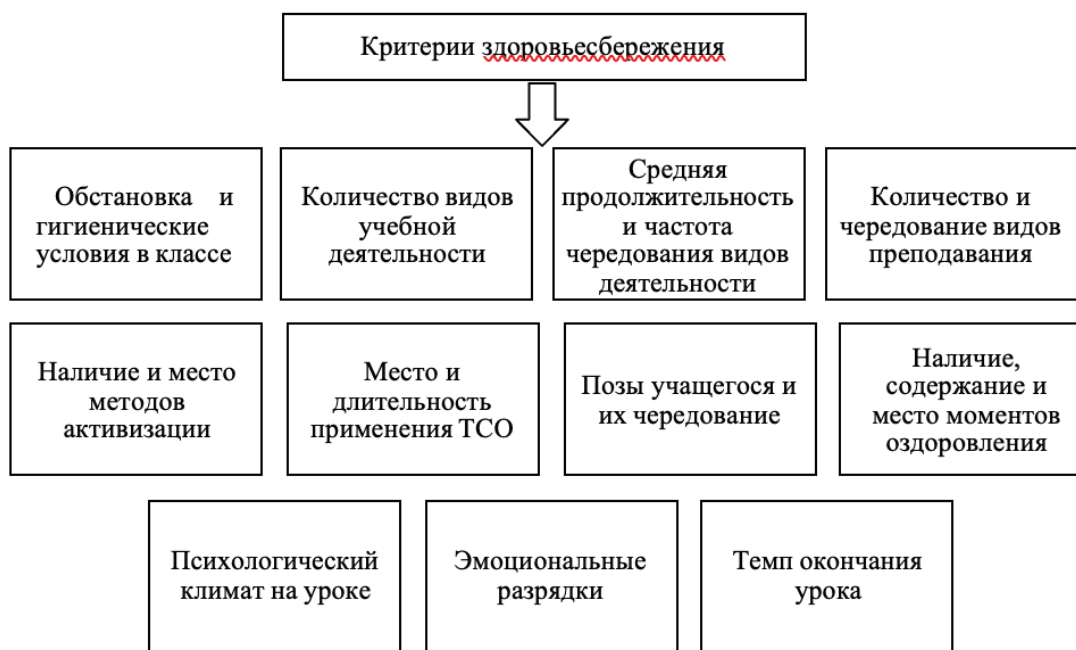 Критерии здоровьесбережения
Обстановка и
гигиенические
условия в классе
Количество видов
учебной
деятельности
Средняя
продолжительность
и частота
чередования видов
деятельности
Количество и
чередование видов
преподавания
Наличие и место
методов
активизации
Место и
длительность
применения ТСО
Позы учащегося и
их чередование
Наличие,
содержание и
место моментов
оздоровления
Психологический
климат на уроке
Эмоциональные
разрядки
Темп окончания
урока